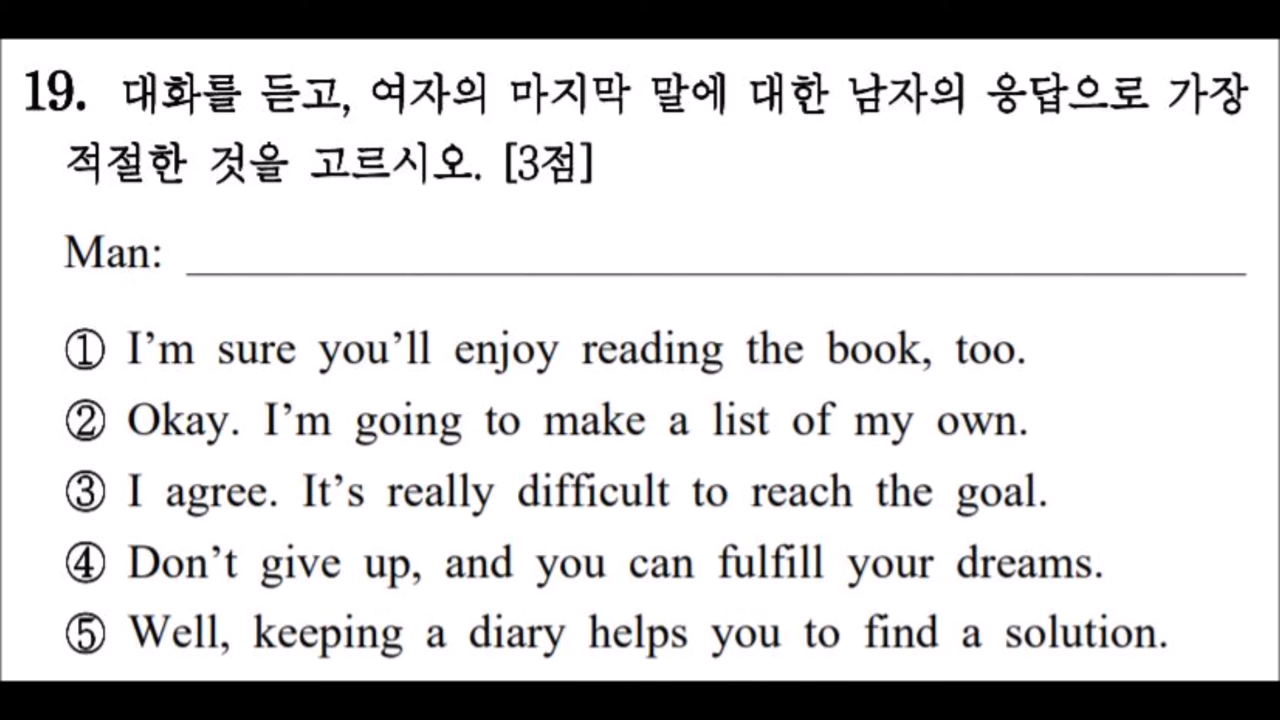 19. 대화를 듣고, 여자의 마지막 말에 대한 남자의 응답으로 가장
적절한 것을 고르시오. [3점]
Man:
① I’m sure you’ll enjoy reading the book, too.
② Okay. I’m going to make a list of my own.
③ I agree. It’s really difficult to reach the goal.
④ Don’t give up, and you can fulfill your dreams.
⑤ Well, keeping a diary helps you to find a solution.